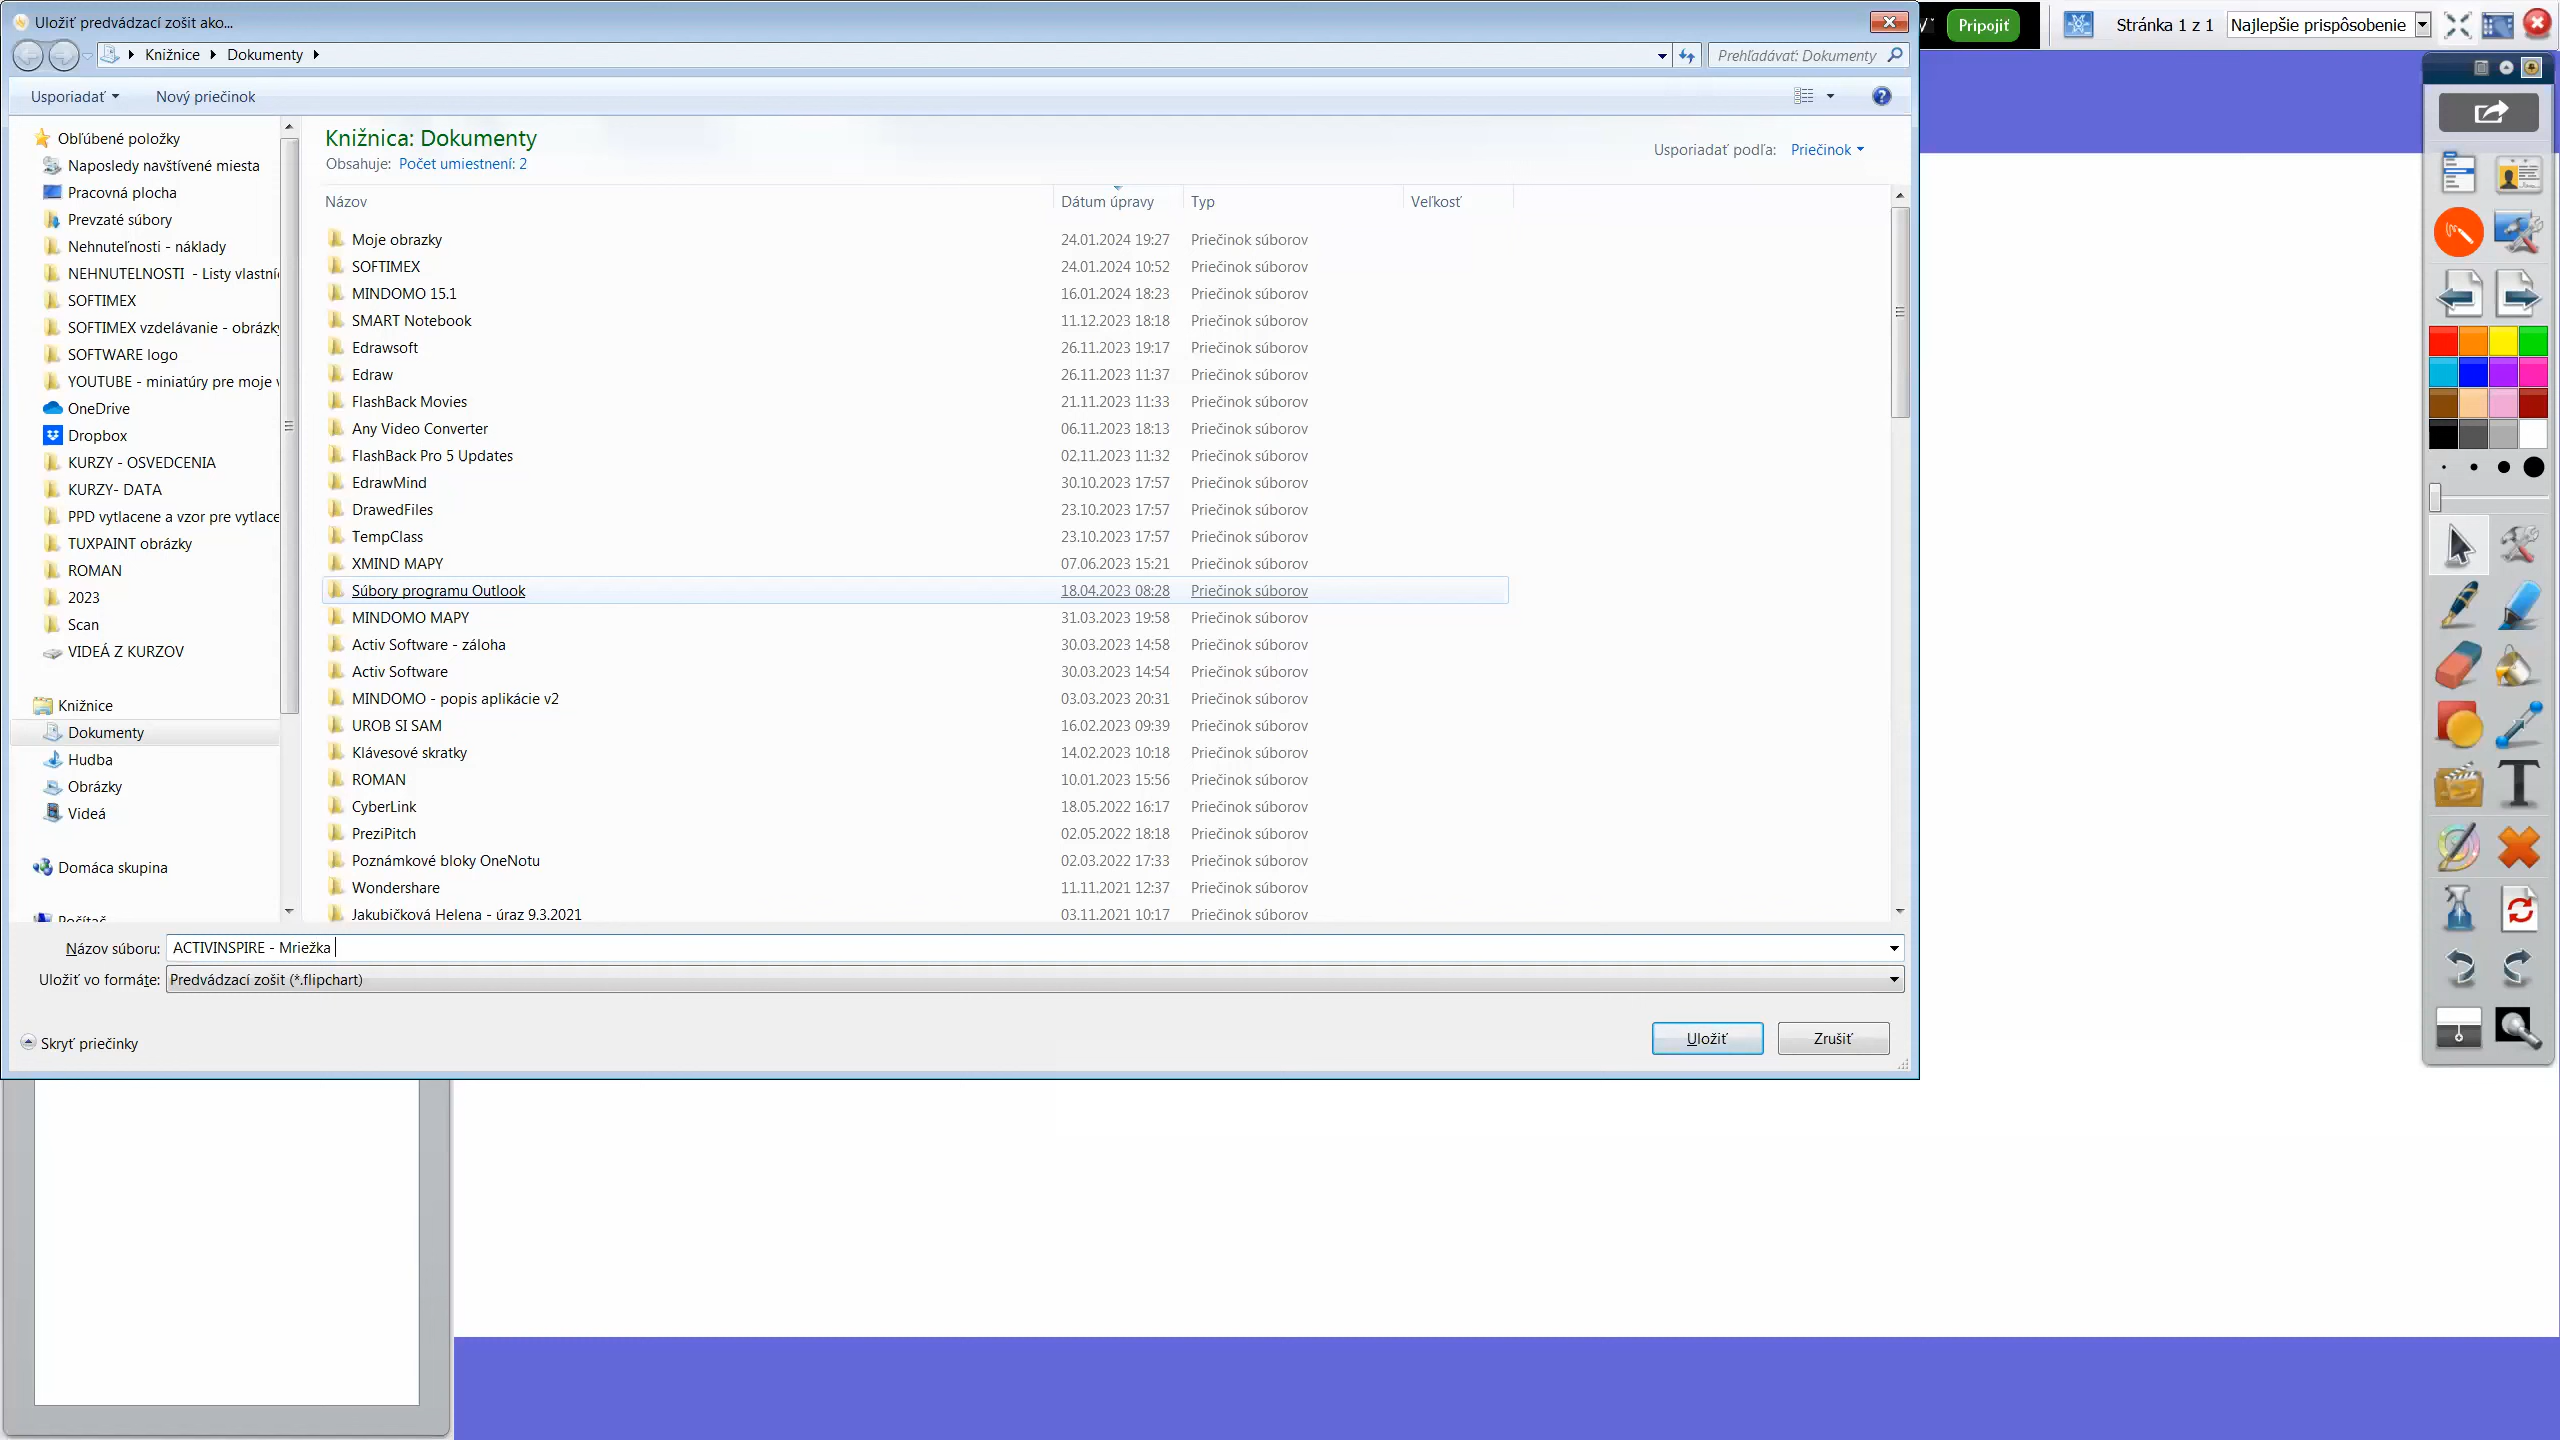 Uložiť predvádzací zošit ako...
Pripojiť
Stránka 1 z 1
Najlepšie prispôsobenie
Knižnice
Dokumenty
Prehľadávať: Dokumenty
Usporiadať
Nový priečinok
Obľúbené položky
Naposledy navštívené miesta
Pracovná plocha
Prevzaté súbory
Nehnuteľnosti - náklady
NEHNUTELNOSTI - Listy vlastníc
SOFTIMEX
SOFTIMEX vzdelávanie - obrázky
SOFTWARE logo
YOUTUBE - miniatúry pre moje v
OneDrive
Dropbox
KURZY - OSVEDCENIA
KURZY- DATA
PPD vytlacene a vzor pre vytlace
TUXPAINT obrázky
ROMAN
2023
Scan
VIDEÁ Z KURZOV
Knižnice
Dokumenty
Hudba
Obrázky
Videá
Domáca skupina
Počítač
Knižnica: Dokumenty
Obsahuje: Počet umiestnení: 2
Usporiadať podľa: Priečinok
Názov Dátum úpravy Typ Veľkosť
Moje obrazky 24.01.2024 19:27 Priečinok súborov
SOFTIMEX 24.01.2024 10:52 Priečinok súborov
MINDOMO 15.1 16.01.2024 18:23 Priečinok súborov
SMART Notebook 11.12.2023 18:18 Priečinok súborov
Edrawsoft 26.11.2023 19:17 Priečinok súborov
Edraw 26.11.2023 11:37 Priečinok súborov
FlashBack Movies 21.11.2023 11:33 Priečinok súborov
Any Video Converter 06.11.2023 18:13 Priečinok súborov
FlashBack Pro 5 Updates 02.11.2023 11:32 Priečinok súborov
EdrawMind 30.10.2023 17:57 Priečinok súborov
DrawedFiles 23.10.2023 17:57 Priečinok súborov
TempClass 23.10.2023 17:57 Priečinok súborov
XMIND MAPY 07.06.2023 15:21 Priečinok súborov
Súbory programu Outlook 18.04.2023 08:28 Priečinok súborov
MINDOMO MAPY 31.03.2023 19:58 Priečinok súborov
Activ Software - záloha 30.03.2023 14:58 Priečinok súborov
Activ Software 30.03.2023 14:54 Priečinok súborov
MINDOMO - popis aplikácie v2 03.03.2023 20:31 Priečinok súborov
UROB SI SAM 16.02.2023 09:39 Priečinok súborov
Klávesové skratky 14.02.2023 10:18 Priečinok súborov
ROMAN 10.01.2023 15:56 Priečinok súborov
CyberLink 18.05.2022 16:17 Priečinok súborov
PreziPitch 02.05.2022 18:18 Priečinok súborov
Poznámkové bloky OneNotu 02.03.2022 17:33 Priečinok súborov
Wondershare 11.11.2021 12:37 Priečinok súborov
Jakubičková Helena - úraz 9.3.2021 03.11.2021 10:17 Priečinok súborov
Názov súboru: ACTIVINSPIRE - Mriežka
Uložiť vo formáte: Predvádzací zošit (*.flipchart)
Skryť priečinky
Uložiť
Zrušiť